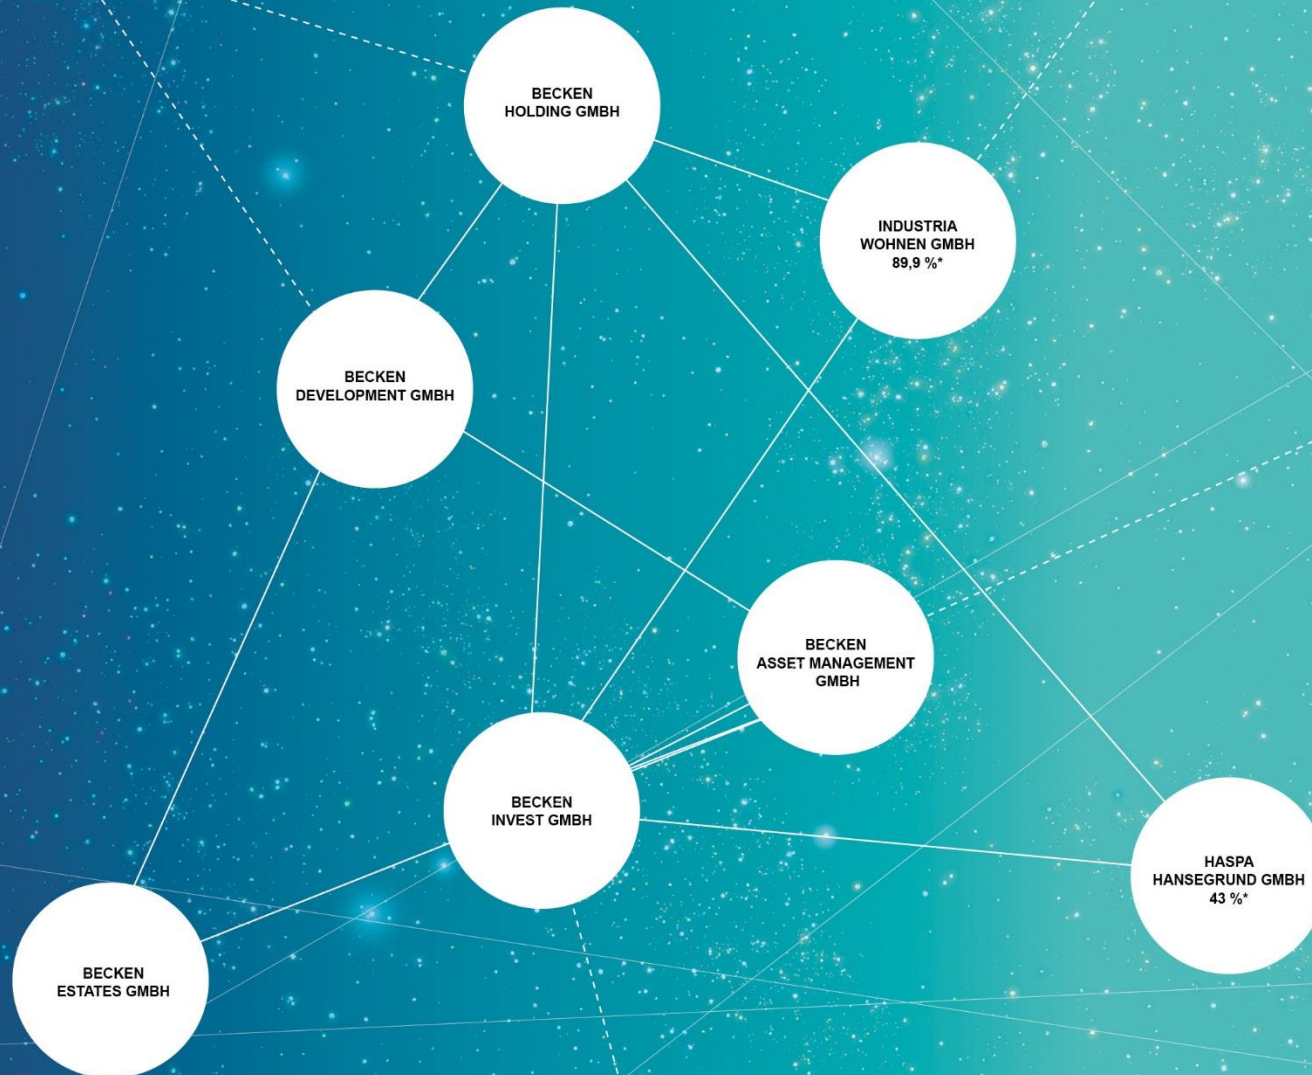 BECKEN
HOLDING GMBH
INDUSTRIA
WOHNEN GMBH
89,9 %*
BECKEN
DEVELOPMENT GMBH
BECKEN
ASSET MANAGEMENT
GMBH
BECKEN
INVEST GMBH
HASPA
HANSEGRUND GMBH
43 %*
BECKEN
ESTATES GMBH